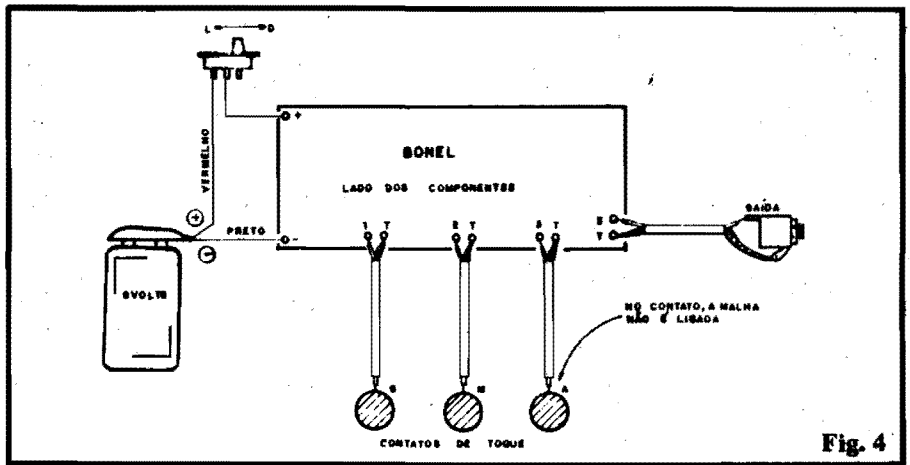 L D
VERMELHO
+
BONEL
LADO DOS COMPONENTES
+
PRETO
-
-
1 T 2 T 3 T
T
SAÍDA
9VOLTS
NO CONTATO, A MALHA
NÃO É LIGADA
G M A
CONTATOS DE TOQUE
Fig. 4